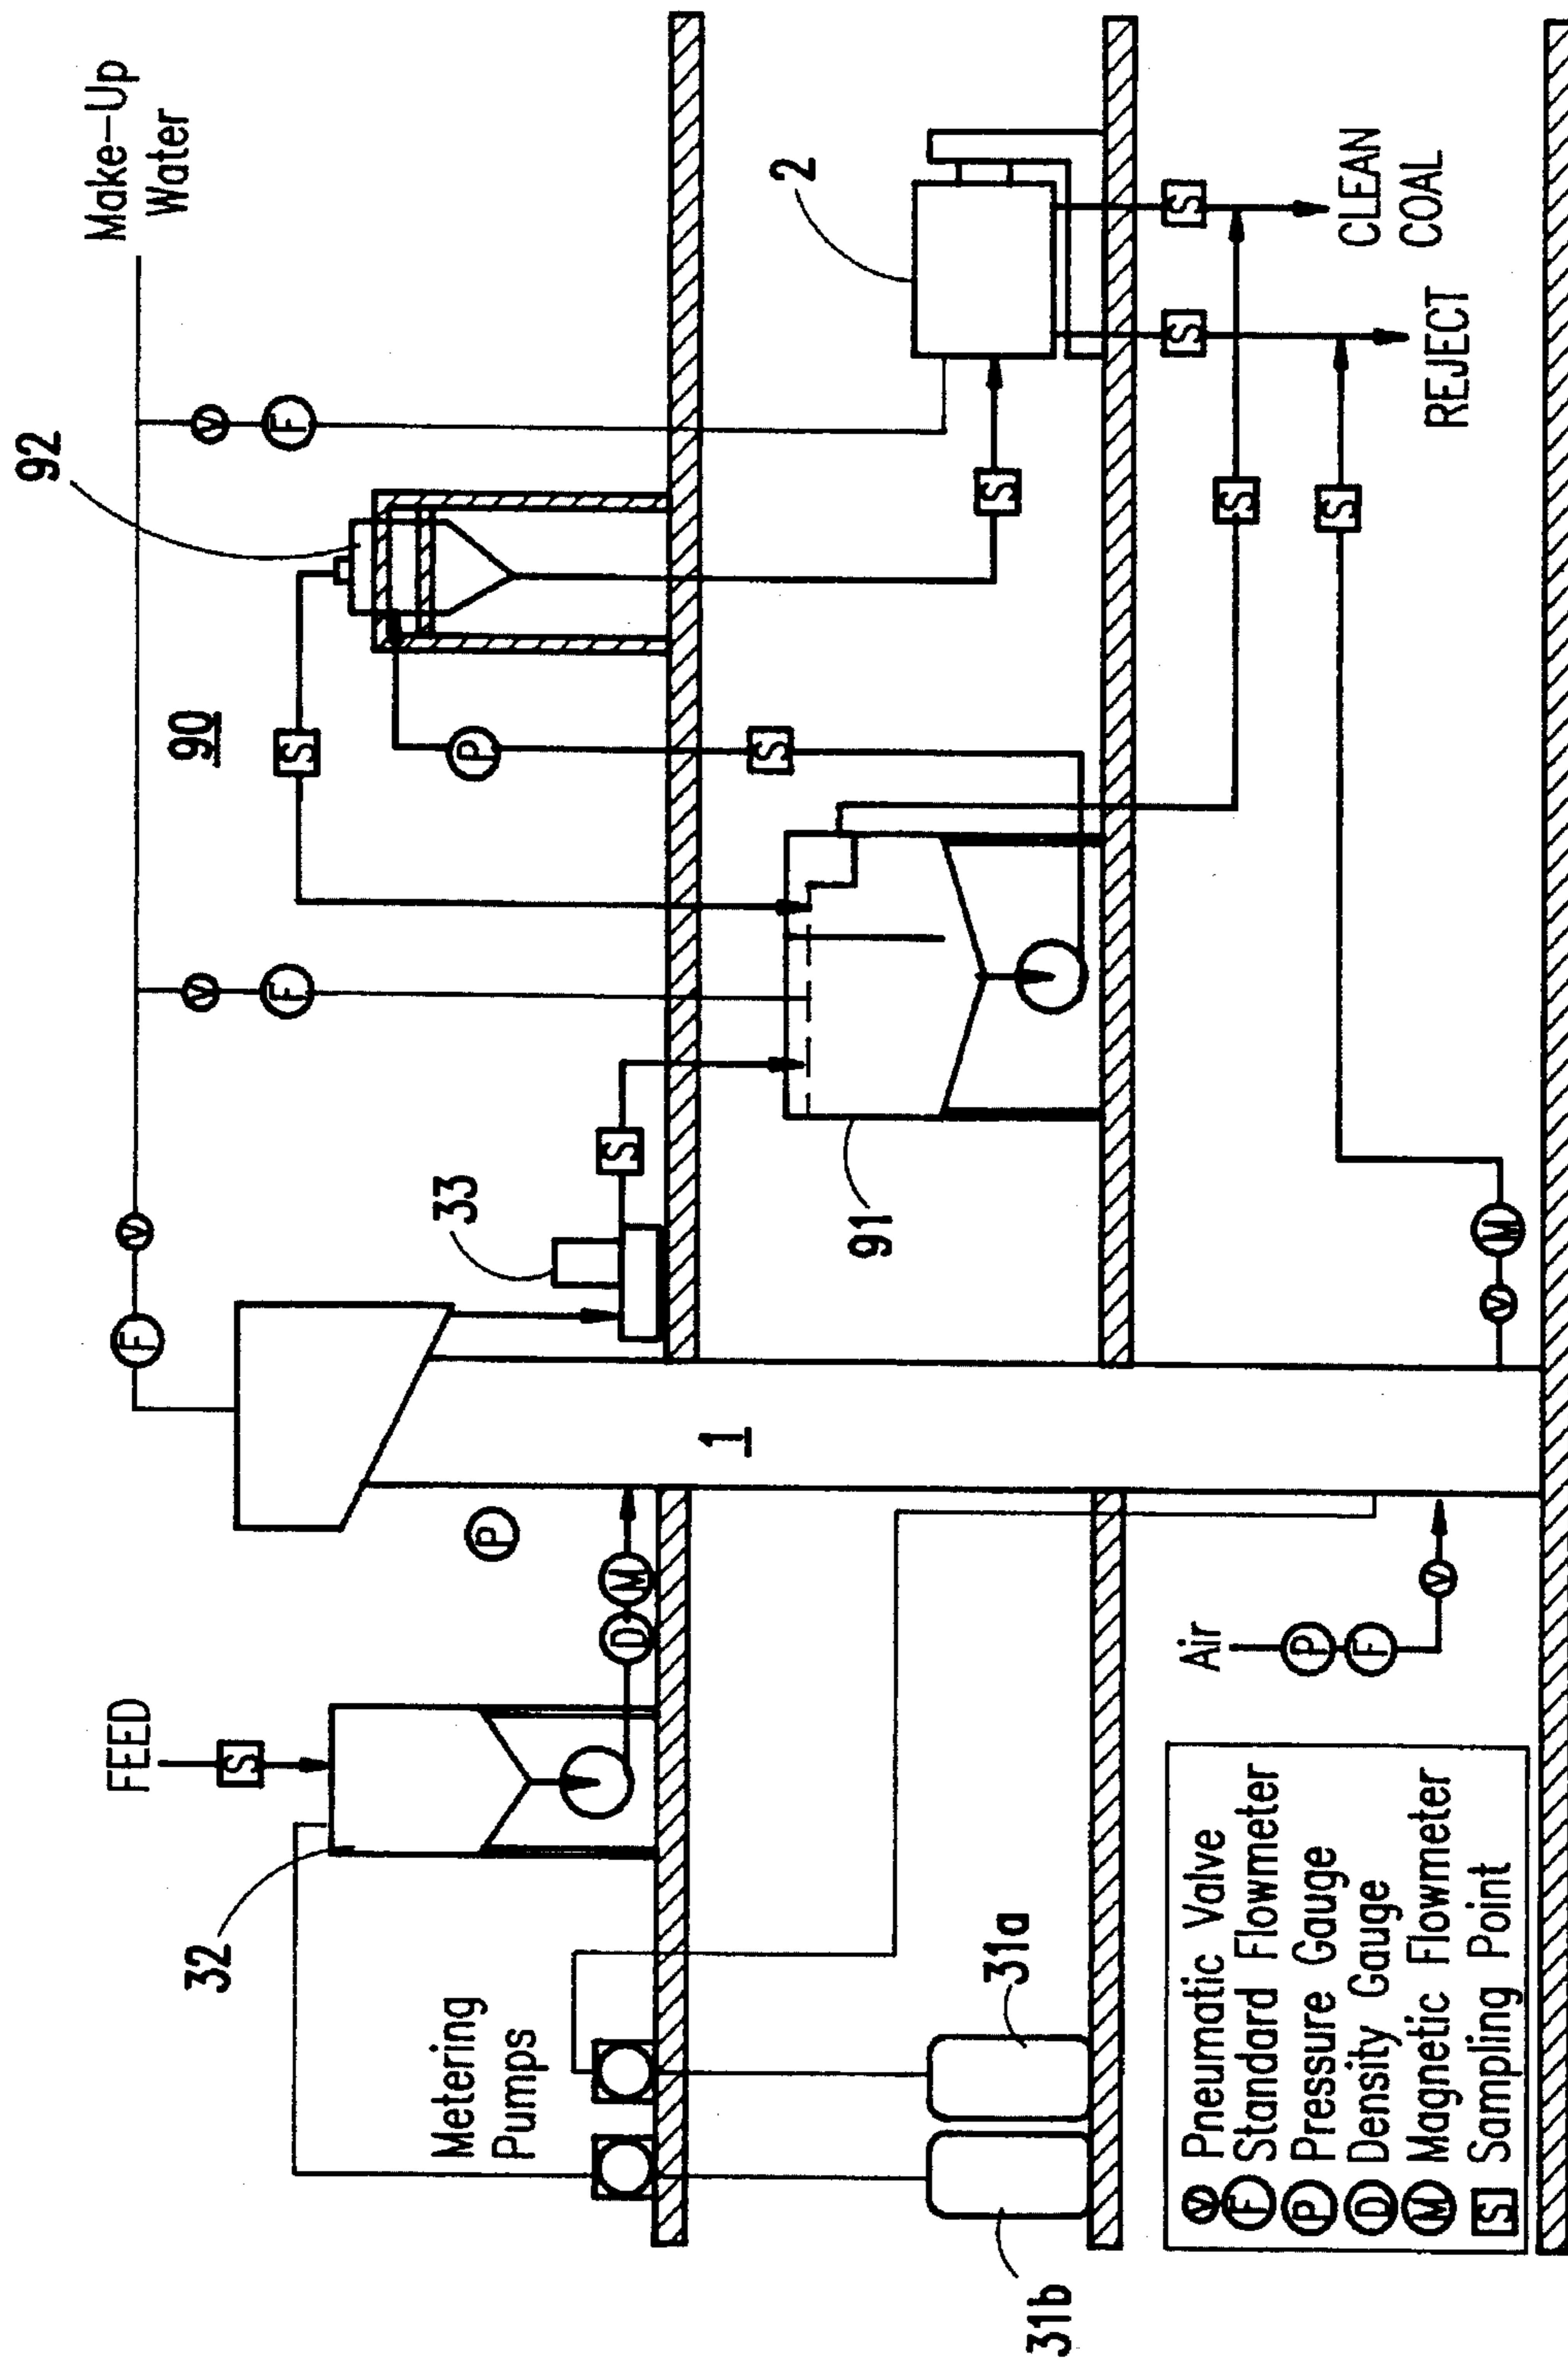 Make-Up
Water
92
90
33
1
91
2
FEED
32
Metering
Pumps
31b
31a
Air
CLEAN
COAL
REJECT
V
F
V
F
V
F
S
P
S
S
S
S
S
S
S
P
D
M
S
P
F
V
V
M
V Pneumatic Valve
F Standard Flowmeter
P Pressure Gauge
D Density Gauge
M Magnetic Flowmeter
S Sampling Point